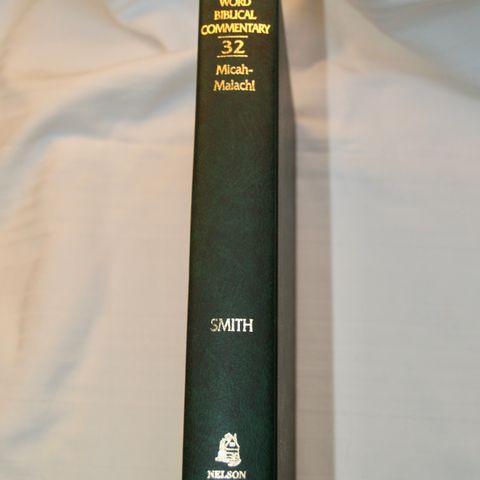 WORD
BIBLICAL
COMMENTARY
32
Micah-
Malachi
SMITH
NELSON